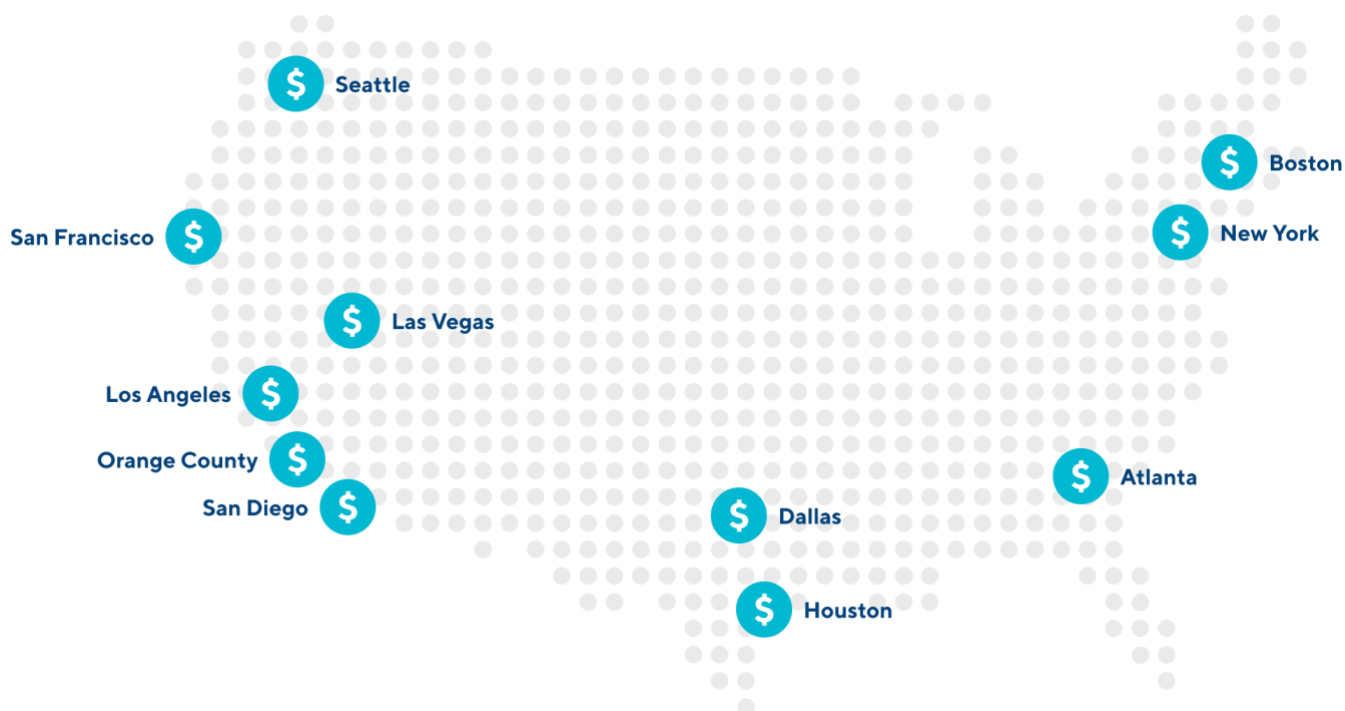 $ Seattle
$ Boston
San Francisco $
$ New York
$ Las Vegas
Los Angeles $
Orange County $
San Diego $
$ Atlanta
$ Dallas
$ Houston